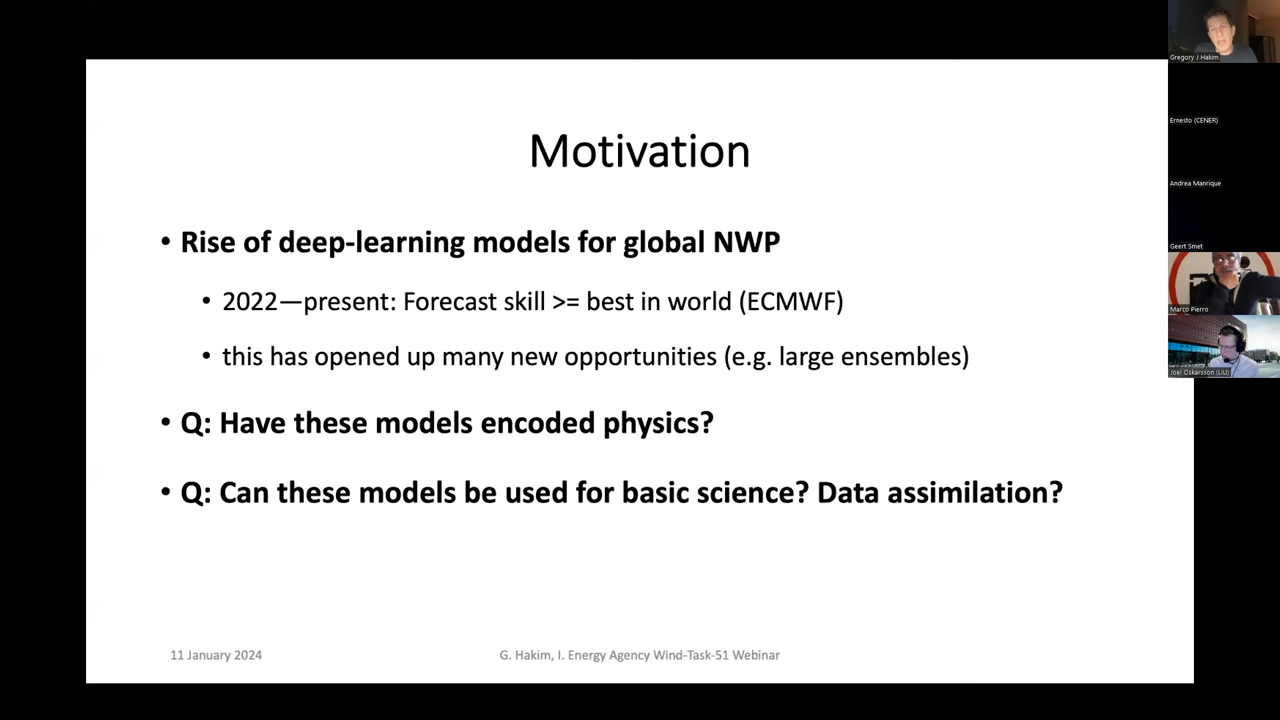 Motivation
• Rise of deep-learning models for global NWP
• 2022—present: Forecast skill >= best in world (ECMWF)
• this has opened up many new opportunities (e.g. large ensembles)
• Q: Have these models encoded physics?
• Q: Can these models be used for basic science? Data assimilation?
11 January 2024
G. Hakim, I. Energy Agency Wind-Task-51 Webinar
Gregory J Hakim
Ernesto (CENER)
Andrea Manrique
Geert Smet
Marco Pierro
Joel Oskarsson (LiU)